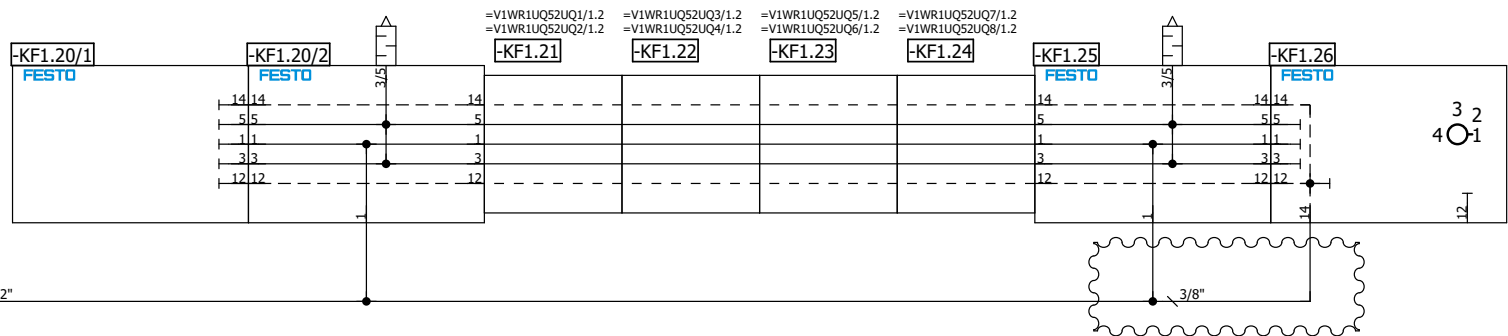 =V1WR1UQ52UQ1/1.2 =V1WR1UQ52UQ3/1.2 =V1WR1UQ52UQ5/1.2 =V1WR1UQ52UQ7/1.2
=V1WR1UQ52UQ2/1.2 =V1WR1UQ52UQ4/1.2 =V1WR1UQ52UQ6/1.2 =V1WR1UQ52UQ8/1.2
-KF1.20/1 -KF1.20/2 -KF1.21 -KF1.22 -KF1.23 -KF1.24 -KF1.25 -KF1.26
FESTO FESTO 3/5 FESTO 3/5 FESTO
14 14 14 14 14 14
5 5 5 5 5 5
1 1 1 1 1 1
3 3 3 3 3 3
12 12 12 12 12 12
3 2
4 1
1 1 14 12
2" 3/8"